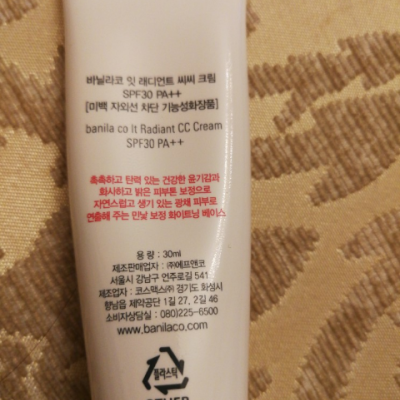 바닐라코 잇 래디언트 씨씨 크림
SPF30 PA++
[미백 자외선 차단 기능성화장품]
banila co It Radiant CC Cream
SPF30 PA++
촉촉하고 탄력 있는 건강한 윤기감과
화사하고 밝은 피부톤 보정으로
자연스럽고 생기 있는 광채 피부로
연출해 주는 민낯 보정 화이트닝 베이스
용 량 : 30ml
제조판매업자 : ㈜에프앤코
서울시 강남구 언주로길 541
제조업자 : 코스맥스㈜ 경기도 화성시
향남읍 제약공단 1길 27, 2길 46
소비자상담실 : 080)225-6500
www.banilaco.com
플라스틱
OTHER